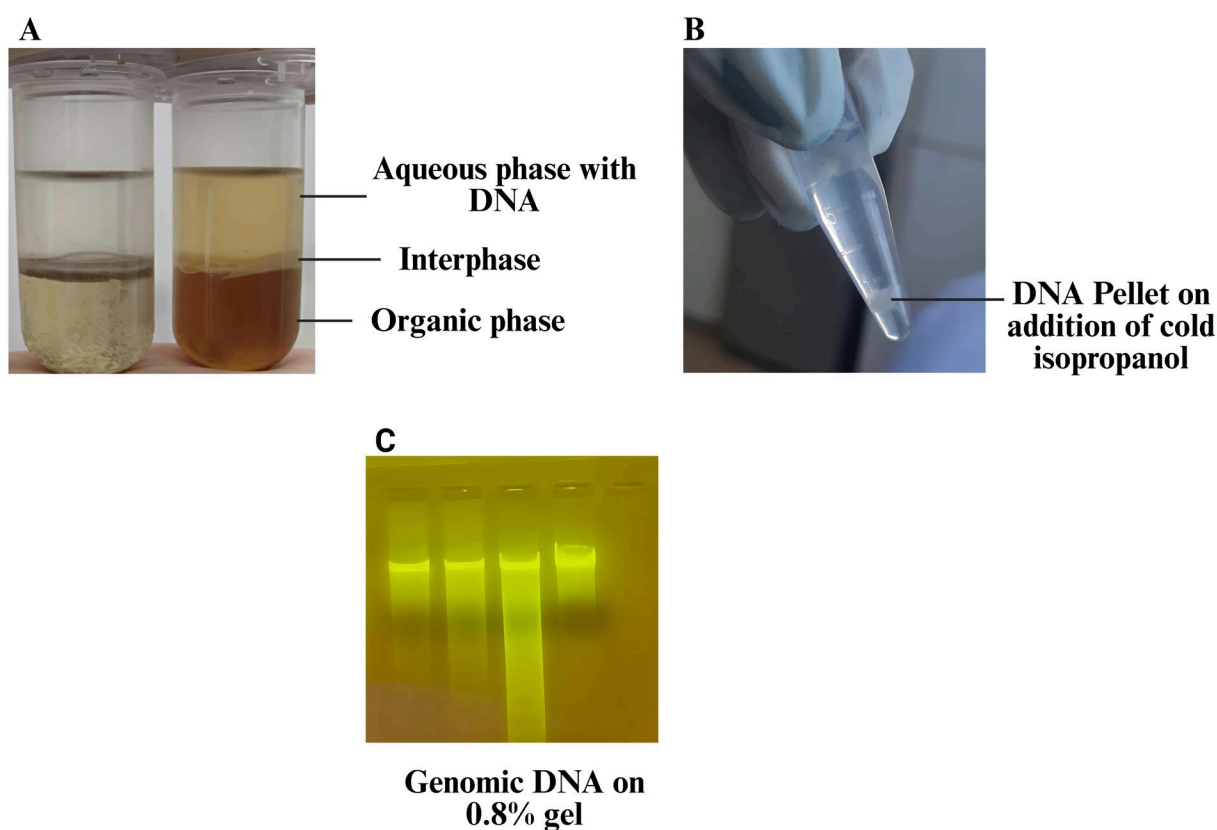 A
B
Aqueous phase with
DNA
Interphase
Organic phase
DNA Pellet on
addition of cold
isopropanol
C
Genomic DNA on
0.8% gel